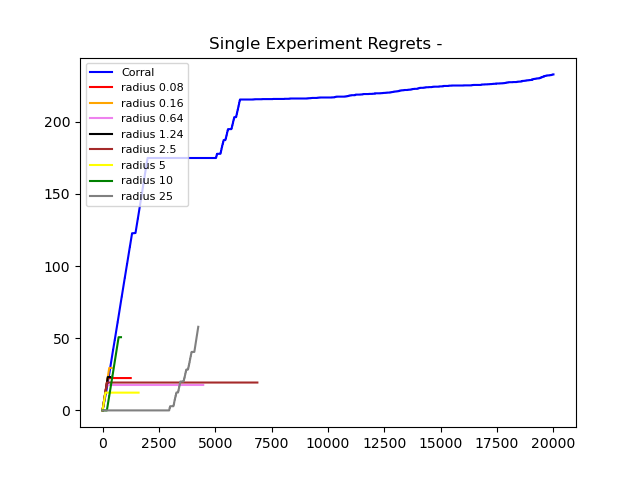 Single Experiment Regrets -
Corral
radius 0.08
radius 0.16
radius 0.64
radius 1.24
radius 2.5
radius 5
radius 10
radius 25
200
150
100
50
0
0 2500 5000 7500 10000 12500 15000 17500 20000